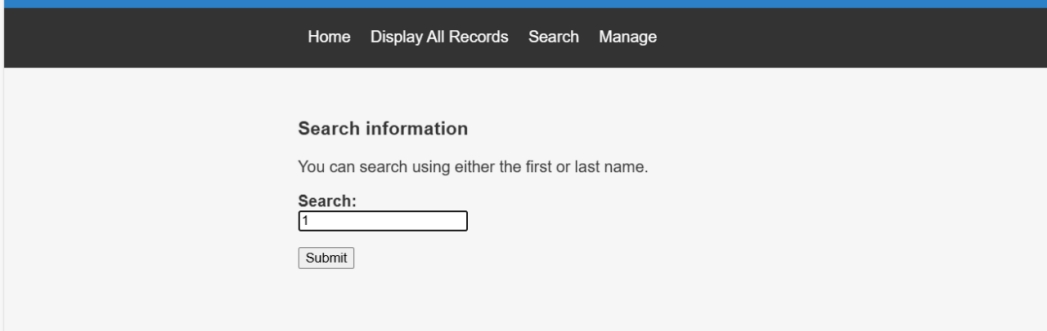 Home Display All Records Search Manage
Search information
You can search using either the first or last name.
Search:
1
Submit